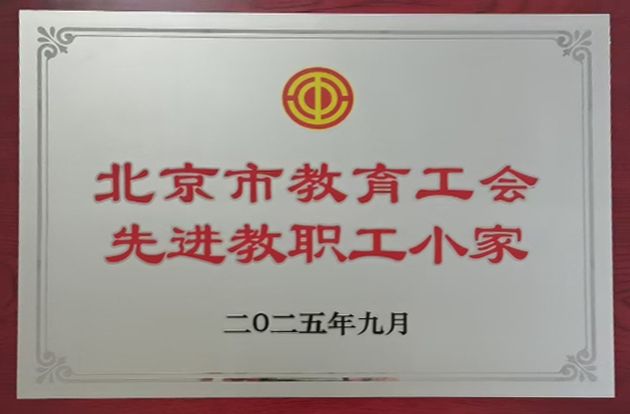 北京市教育工会
先进教职工小家
二〇二五年九月